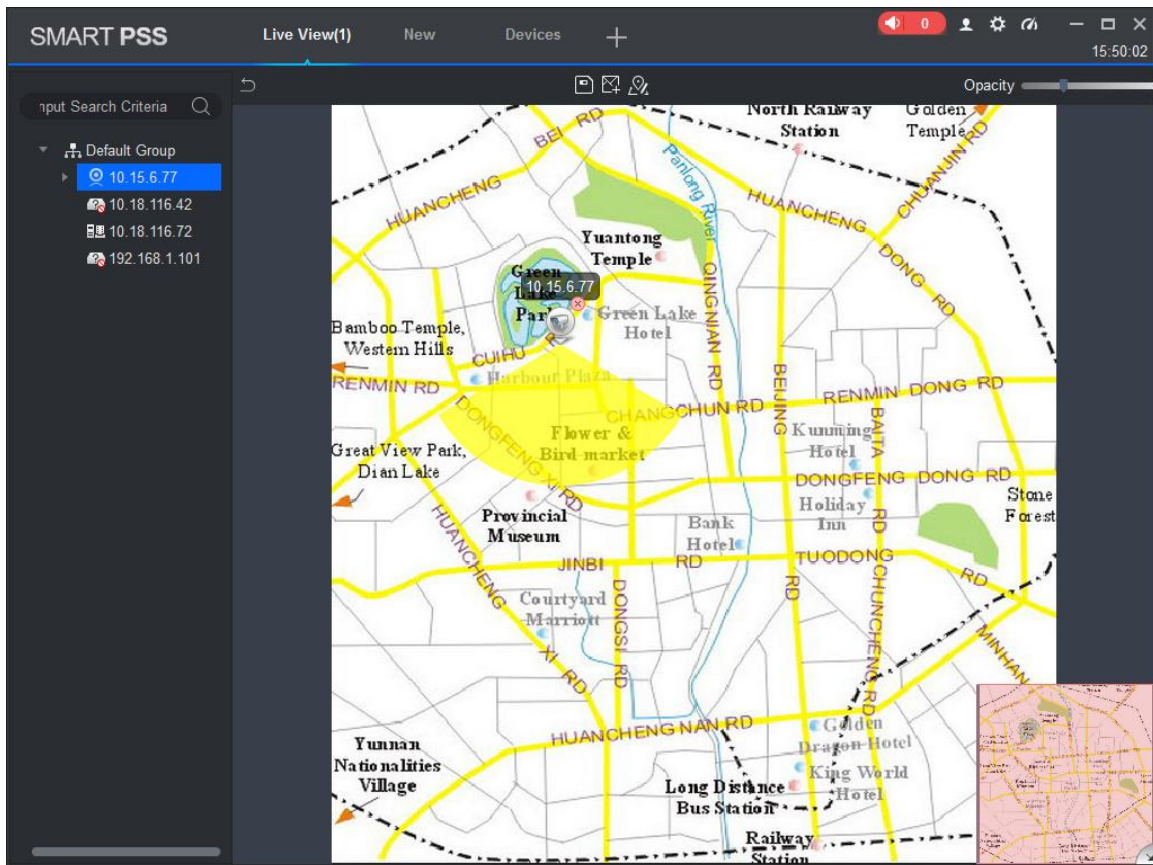 SMART PSS
Live View(1)
New
Devices
0
15:50:02
nput Search Criteria
Opacity
Default Group
10.15.6.77
10.18.116.42
10.18.116.72
192.168.1.101
North Railway
Station
Golden
Temple
BEI RD
HUANCHENG
Panlong River
HUANCHENG DONG RD
CHUANJIN RD
Yuantong
Temple
Green
Lake
Park
10.15.6.77
Green Lake
Hotel
QINGNIAN RD
Bamboo Temple,
Western Hills
CUIHU
Harbour Plaza
RENMIN RD
BEIJING RD
RENMIN DONG RD
CHANGCHUN RD
DONGFENG XI RD
Flower &
Bird market
Kunming
Hotel
BAITA RD
Great View Park,
Dian Lake
DONGFENG DONG RD
Holiday
Inn
Stone
Forest
Provincial
Museum
Bank
Hotel
HUANCHENG XI RD
JINBI RD
TUODONG RD
DONGSI RD
CHUNCHENG RD
Courtyard
Marriott
MINHAN
HUANCHENG NAN RD
Golden
Dragon Hotel
Yunnan
Nationalities
Village
King World
Hotel
Long Distance
Bus Station
Railway
Station